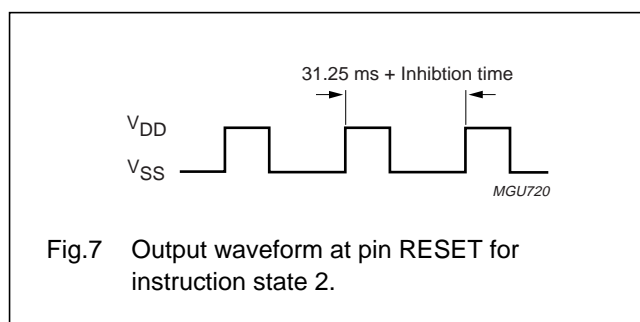 31.25 ms + Inhibtion time
VDD
VSS
MGU720
Fig.7 Output waveform at pin RESET for
instruction state 2.